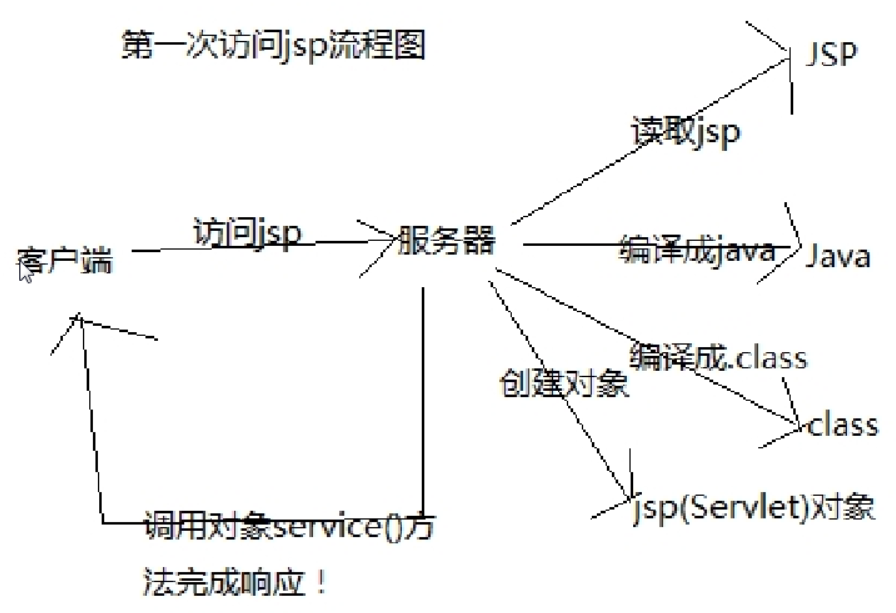 第一次访问jsp流程图
JSP
读取jsp
访问jsp
服务器
编译成java
Java
客户端
编译成.class
创建对象
class
jsp(Servlet)对象
调用对象service()方
法完成响应！